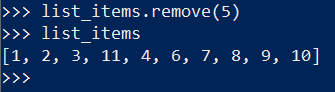 >>> list_items.remove(5)
>>> list_items
[1, 2, 3, 11, 4, 6, 7, 8, 9, 10]
>>>